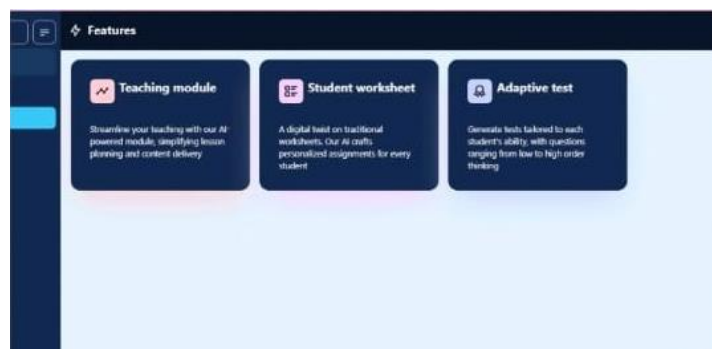 Features
Teaching module
Streamline your teaching with our AI-
powered module, simplifying lesson
planning and content delivery
Student worksheet
A digital twist on traditional
worksheets. Our AI crafts
personalized assignments for every
student
Adaptive test
Generate tests tailored to each
student's ability, with questions
ranging from low to high order
thinking